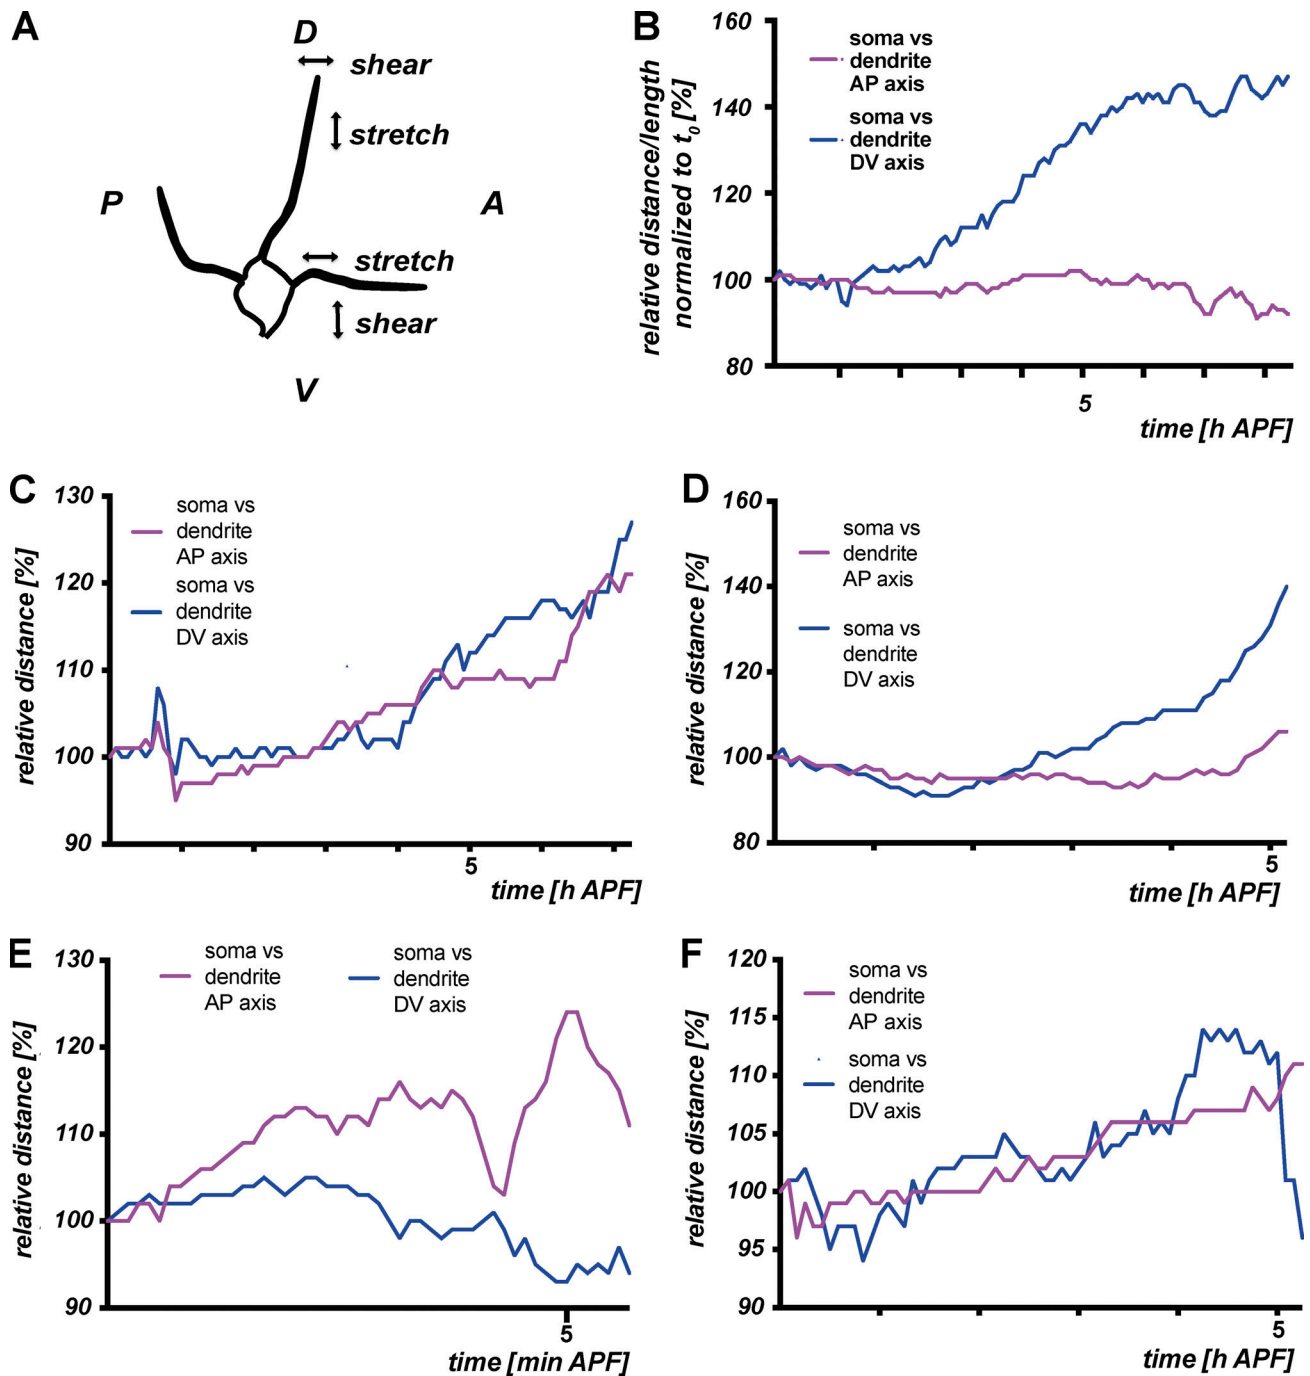 A
D
shear
stretch
P
A
stretch
shear
V
B
160
140
120
100
80
relative distance/length
normalized to t0 [%]
soma vs
dendrite
AP axis
soma vs
dendrite
DV axis
5
time [h APF]
C
130
120
110
100
90
relative distance [%]
soma vs
dendrite
AP axis
soma vs
dendrite
DV axis
5
time [h APF]
D
160
140
120
100
80
relative distance [%]
soma vs
dendrite
AP axis
soma vs
dendrite
DV axis
5
time [h APF]
E
130
120
110
100
90
relative distance [%]
soma vs
dendrite
AP axis
soma vs
dendrite
DV axis
5
time [min APF]
F
120
115
110
105
100
95
90
relative distance [%]
soma vs
dendrite
AP axis
soma vs
dendrite
DV axis
5
time [h APF]